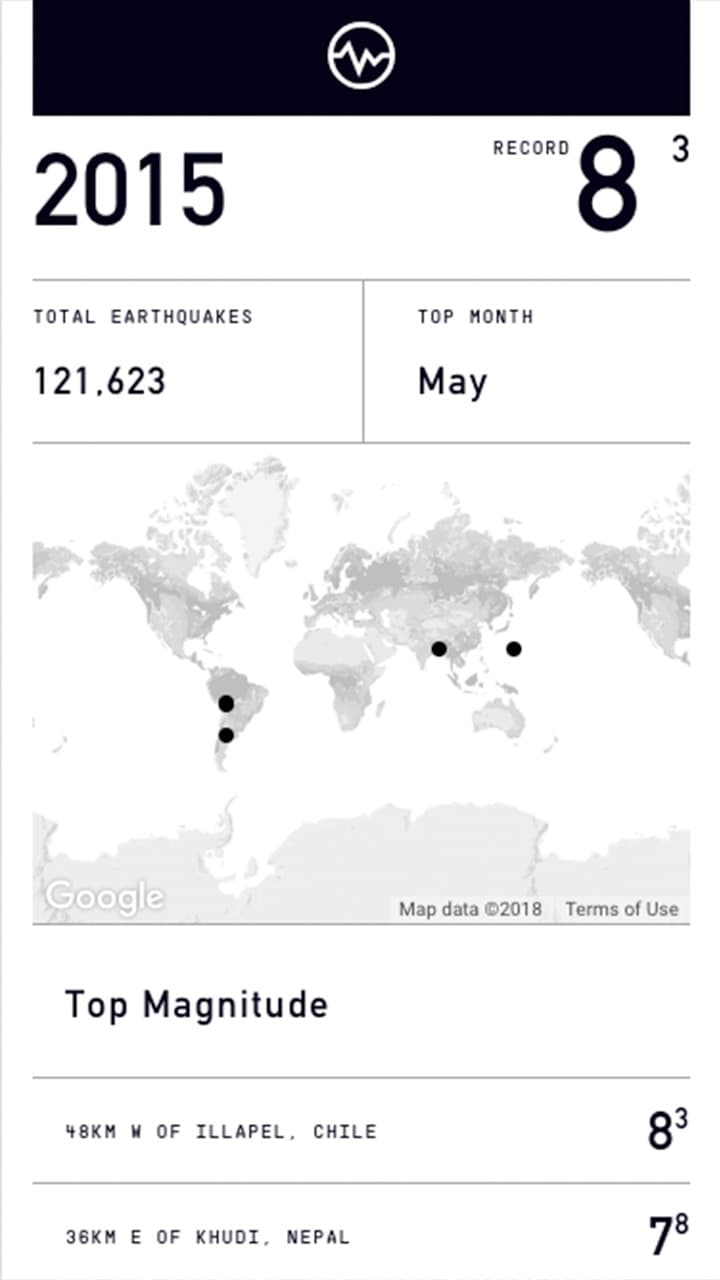 2015
RECORD 8 3
TOTAL EARTHQUAKES
121,623
TOP MONTH
May
Google
Map data ©2018 Terms of Use
Top Magnitude
48KM W OF ILLAPEL, CHILE 8 3
36KM E OF KHUDI, NEPAL 7 8